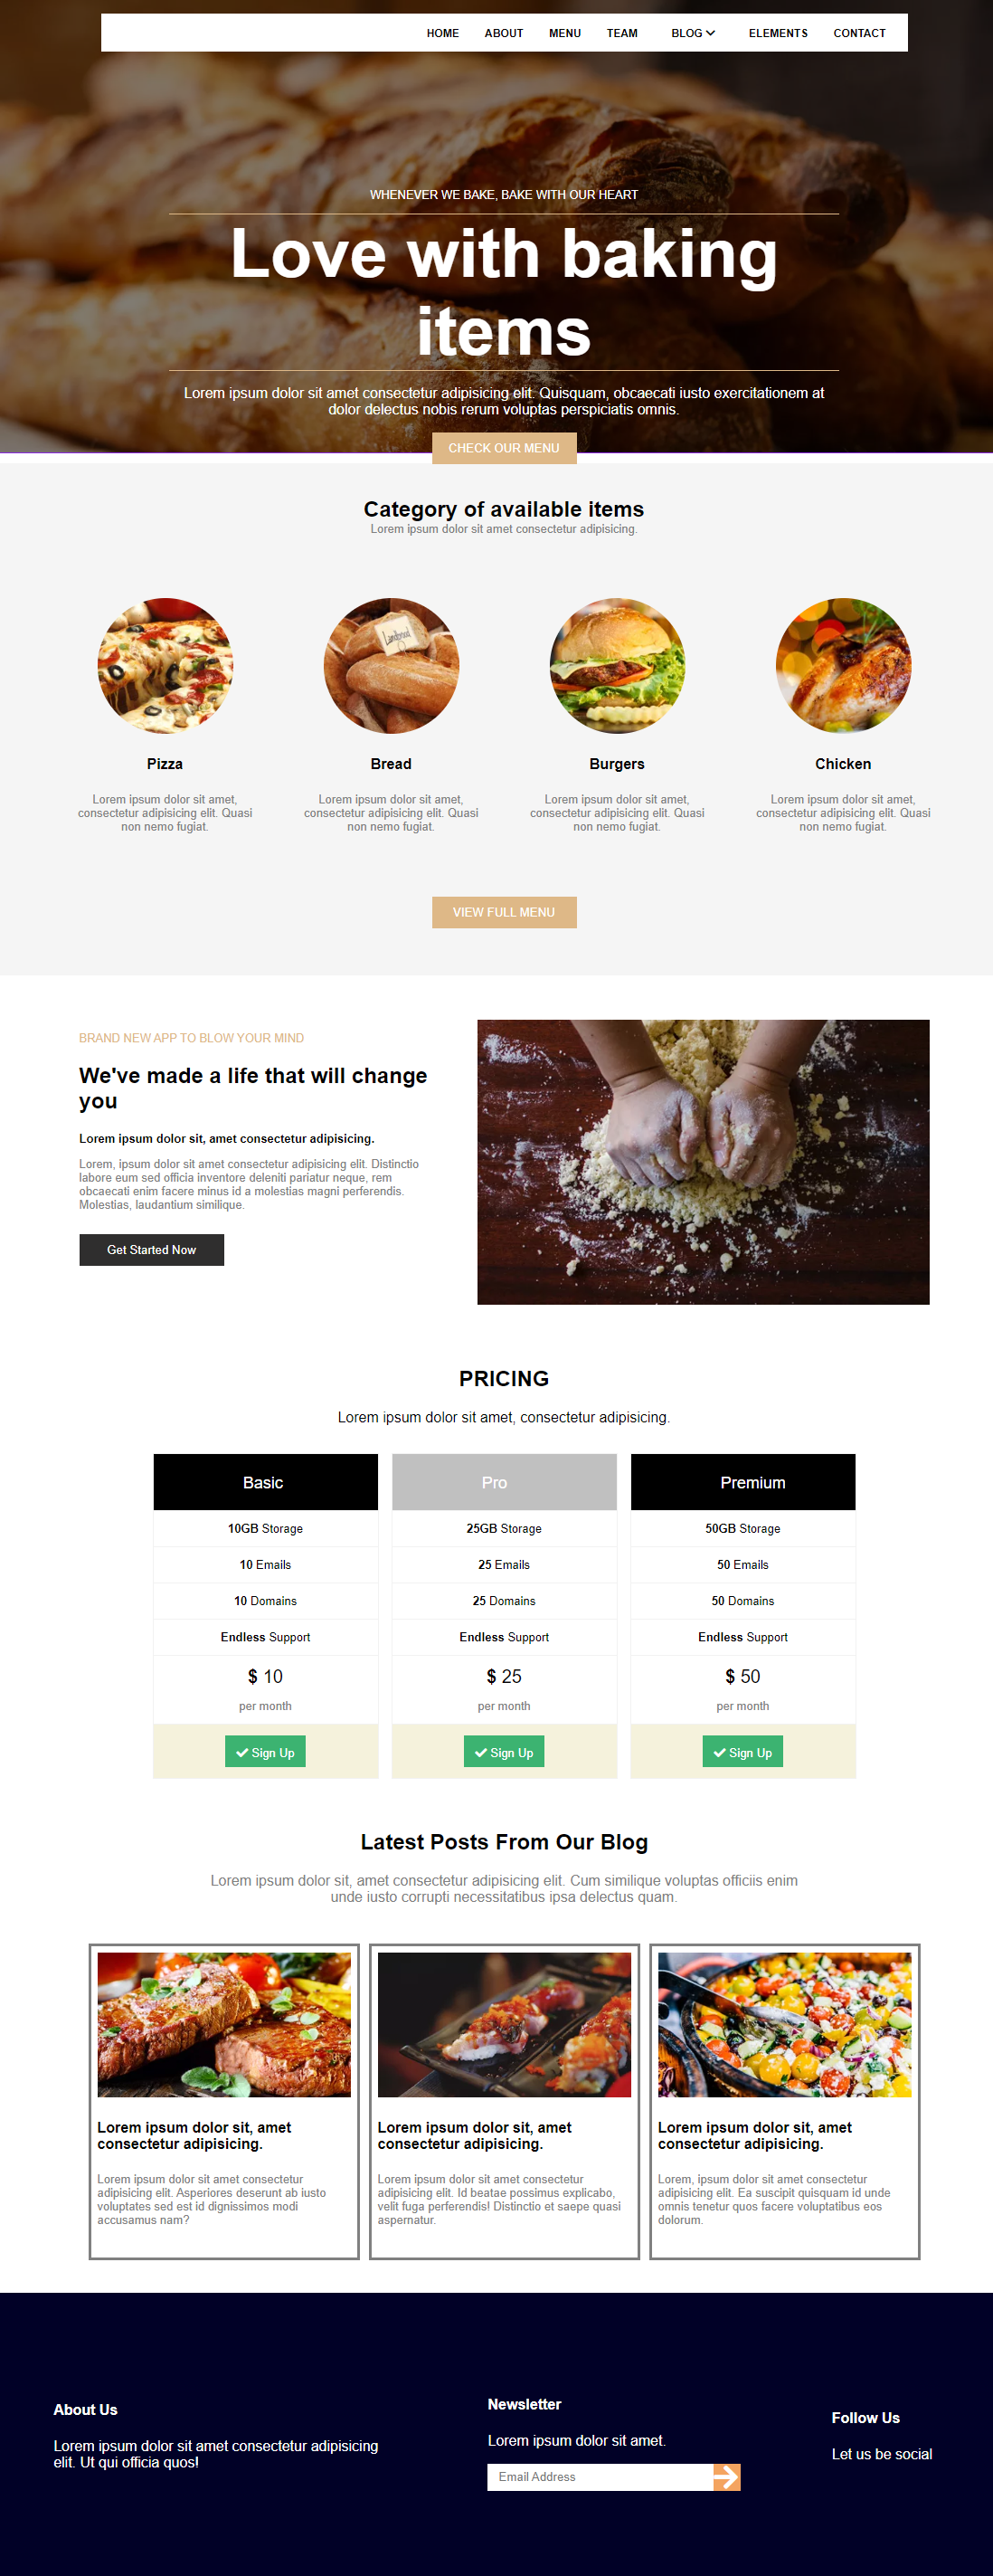 HOME ABOUT MENU TEAM BLOG ELEMENTS CONTACT
WHENEVER WE BAKE, BAKE WITH OUR HEART
Love with baking
items
Lorem ipsum dolor sit amet consectetur adipisicing elit. Quisquam, obcaecati iusto exercitationem at
dolor delectus nobis rerum voluptas perspiciatis omnis.
CHECK OUR MENU
Category of available items
Lorem ipsum dolor sit amet consectetur adipisicing.
Landbrood
Pizza
Lorem ipsum dolor sit amet,
consectetur adipisicing elit. Quasi
non nemo fugiat.
Bread
Lorem ipsum dolor sit amet,
consectetur adipisicing elit. Quasi
non nemo fugiat.
Burgers
Lorem ipsum dolor sit amet,
consectetur adipisicing elit. Quasi
non nemo fugiat.
Chicken
Lorem ipsum dolor sit amet,
consectetur adipisicing elit. Quasi
non nemo fugiat.
VIEW FULL MENU
BRAND NEW APP TO BLOW YOUR MIND
We've made a life that will change
you
Lorem ipsum dolor sit, amet consectetur adipisicing.
Lorem, ipsum dolor sit amet consectetur adipisicing elit. Distinctio
labore eum sed officia inventore deleniti pariatur neque, rem
obcaecati enim facere minus id a molestias magni perferendis.
Molestias, laudantium similique.
Get Started Now
PRICING
Lorem ipsum dolor sit amet, consectetur adipisicing.
Basic
10GB Storage
10 Emails
10 Domains
Endless Support
$ 10
per month
Sign Up
Pro
25GB Storage
25 Emails
25 Domains
Endless Support
$ 25
per month
Sign Up
Premium
50GB Storage
50 Emails
50 Domains
Endless Support
$ 50
per month
Sign Up
Latest Posts From Our Blog
Lorem ipsum dolor sit, amet consectetur adipisicing elit. Cum similique voluptas officiis enim
unde iusto corrupti necessitatibus ipsa delectus quam.
Lorem ipsum dolor sit, amet
consectetur adipisicing.
Lorem ipsum dolor sit amet consectetur
adipisicing elit. Asperiores deserunt ab iusto
voluptates sed est id dignissimos modi
accusamus nam?
Lorem ipsum dolor sit, amet
consectetur adipisicing.
Lorem ipsum dolor sit amet consectetur
adipisicing elit. Id beatae possimus explicabo,
velit fuga perferendis! Distinctio et saepe quasi
aspernatur.
Lorem ipsum dolor sit, amet
consectetur adipisicing.
Lorem, ipsum dolor sit amet consectetur
adipisicing elit. Ea suscipit quisquam id unde
omnis tenetur quos facere voluptatibus eos
dolorum.
About Us
Lorem ipsum dolor sit amet consectetur adipisicing
elit. Ut qui officia quos!
Newsletter
Lorem ipsum dolor sit amet.
Email Address
Follow Us
Let us be social